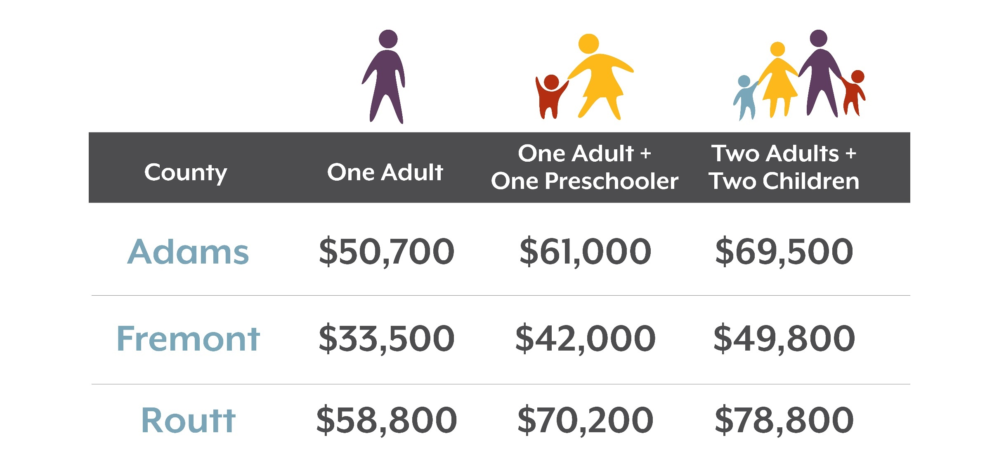 County
One Adult
One Adult +
One Preschooler
Two Adults +
Two Children
Adams
$50,700
$61,000
$69,500
Fremont
$33,500
$42,000
$49,800
Routt
$58,800
$70,200
$78,800